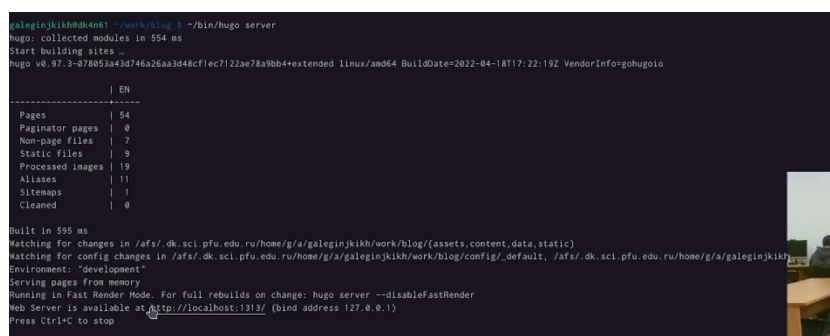 galeginjkikh@dk4n61 ~/work/blog $ ~/bin/hugo server
hugo: collected modules in 554 ms
Start building sites …
hugo v0.97.3-078053a43d746a26aa3d48cf1ec7122ae78a9bb4+extended linux/amd64 BuildDate=2022-04-18T17:22:19Z VendorInfo=gohugoio
| EN
-------------------+-----
Pages | 54
Paginator pages | 0
Non-page files | 7
Static files | 9
Processed images | 19
Aliases | 11
Sitemaps | 1
Cleaned | 0
Built in 595 ms
Watching for changes in /afs/.dk.sci.pfu.edu.ru/home/g/a/galeginjkikh/work/blog/{assets,content,data,static}
Watching for config changes in /afs/.dk.sci.pfu.edu.ru/home/g/a/galeginjkikh/work/blog/config/_default, /afs/.dk.sci.pfu.edu.ru/home/g/a/galeginjkikh
Environment: "development"
Serving pages from memory
Running in Fast Render Mode. For full rebuilds on change: hugo server --disableFastRender
Web Server is available at http://localhost:1313/ (bind address 127.0.0.1)
Press Ctrl+C to stop